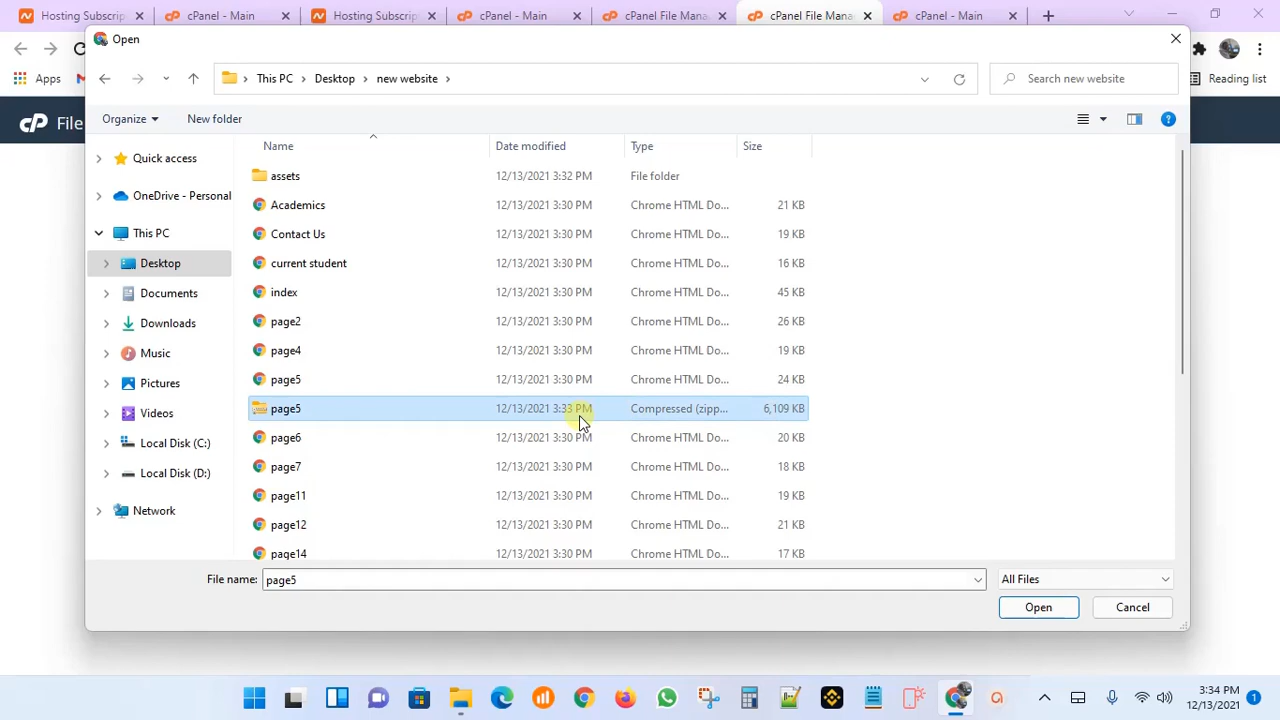 Hosting Subscrip
cPanel - Main
Hosting Subscrip
cPanel - Main
cPanel File Mana
cPanel File Mana
cPanel - Main
Open
Apps
Reading list
File
This PC
Desktop
new website
Search new website
Organize
New folder
Name
Date modified
Type
Size
Quick access
OneDrive - Personal
This PC
Desktop
Documents
Downloads
Music
Pictures
Videos
Local Disk (C:)
Local Disk (D:)
Network
assets 12/13/2021 3:32 PM File folder
Academics 12/13/2021 3:30 PM Chrome HTML Do... 21 KB
Contact Us 12/13/2021 3:30 PM Chrome HTML Do... 19 KB
current student 12/13/2021 3:30 PM Chrome HTML Do... 16 KB
index 12/13/2021 3:30 PM Chrome HTML Do... 45 KB
page2 12/13/2021 3:30 PM Chrome HTML Do... 26 KB
page4 12/13/2021 3:30 PM Chrome HTML Do... 19 KB
page5 12/13/2021 3:30 PM Chrome HTML Do... 24 KB
page5 12/13/2021 3:33 PM Compressed (zipp... 6,109 KB
page6 12/13/2021 3:30 PM Chrome HTML Do... 20 KB
page7 12/13/2021 3:30 PM Chrome HTML Do... 18 KB
page11 12/13/2021 3:30 PM Chrome HTML Do... 19 KB
page12 12/13/2021 3:30 PM Chrome HTML Do... 21 KB
page14 12/13/2021 3:30 PM Chrome HTML Do... 17 KB
File name: page5
All Files
Open
Cancel
3:34 PM
12/13/2021
1